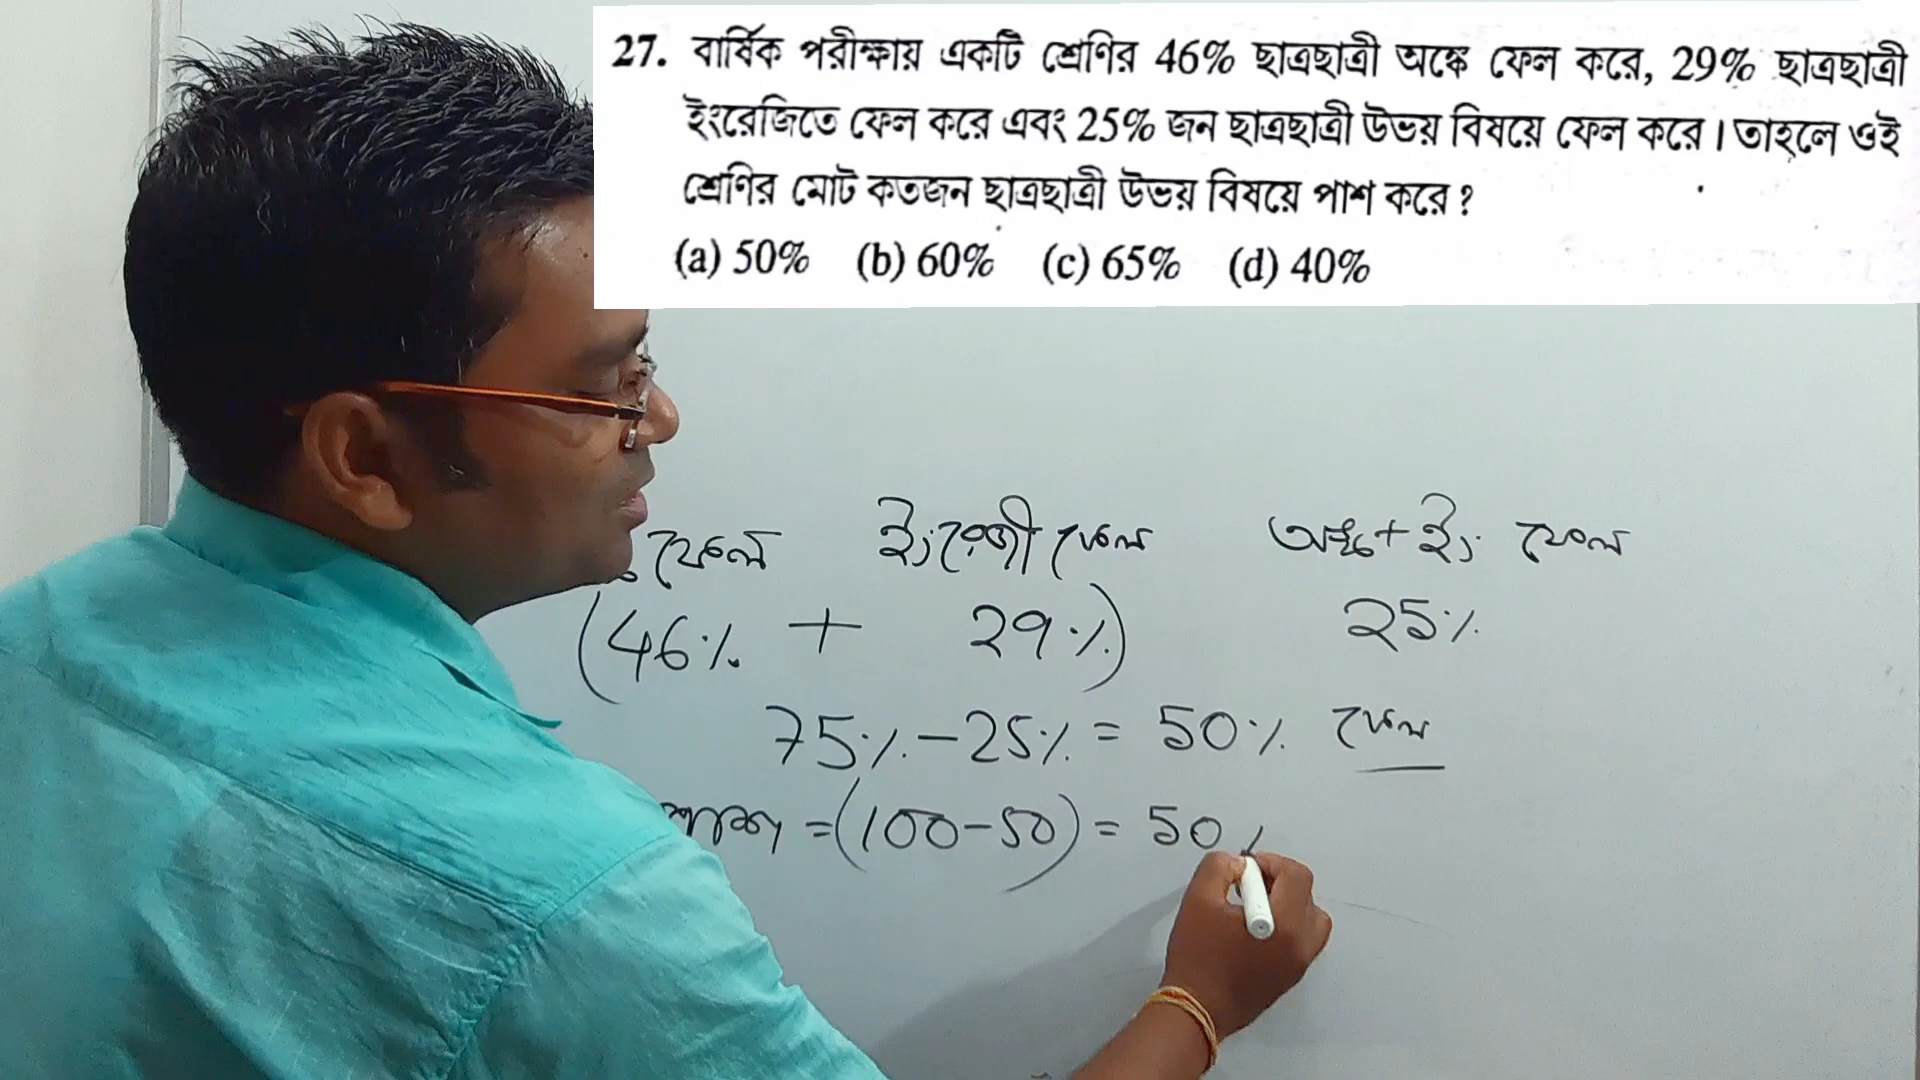 27. বার্ষিক পরীক্ষায় একটি শ্রেণির 46% ছাত্রছাত্রী অঙ্কে ফেল করে, 29% ছাত্রছাত্রী
ইংরেজিতে ফেল করে এবং 25% জন ছাত্রছাত্রী উভয় বিষয়ে ফেল করে। তাহলে ওই
শ্রেণির মোট কতজন ছাত্রছাত্রী উভয় বিষয়ে পাশ করে?
(a) 50% (b) 60% (c) 65% (d) 40%
ফেল ইংরেজী ফেল অঙ্ক + ইং ফেল
(46% + 29%) 25%
75% - 25% = 50% ফেল
পাশ = (100-50) = 50%